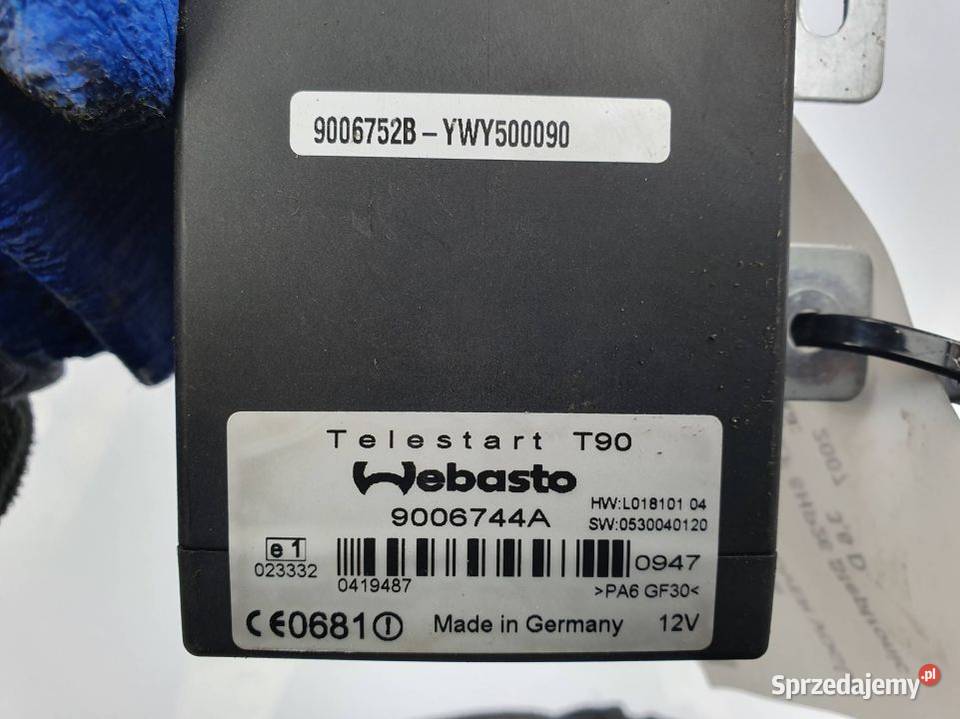 9006752B – YWY500090
Telestart T90
Webasto
9006744A
HW:L018101 04
SW:0530040120
e1
023332
0419487
0947
>PA6 GF30<
CE0681
Made in Germany 12V
Sprzedajemy.pl